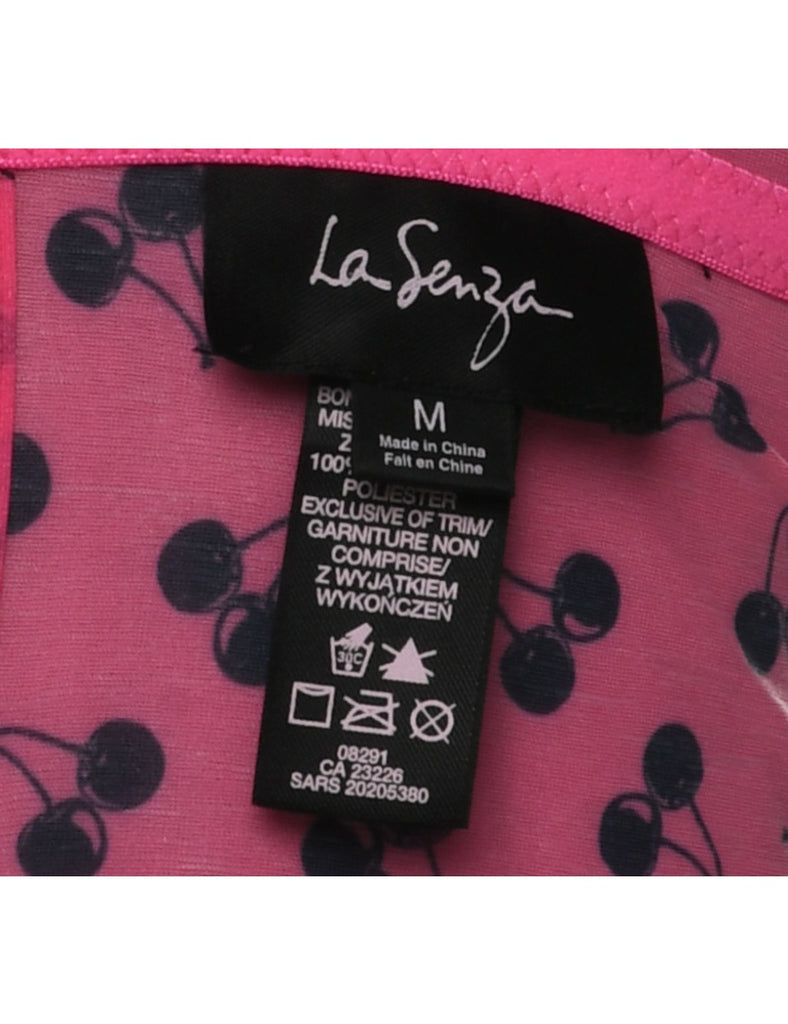 La Senza
M
Made in China
Fait en Chine
POLIESTER
EXCLUSIVE OF TRIM/
GARNITURE NON
COMPRISE/
Z WYJĄTKIEM
WYKOŃCZEŃ
30C
08291
CA 23226
SARS 20205380